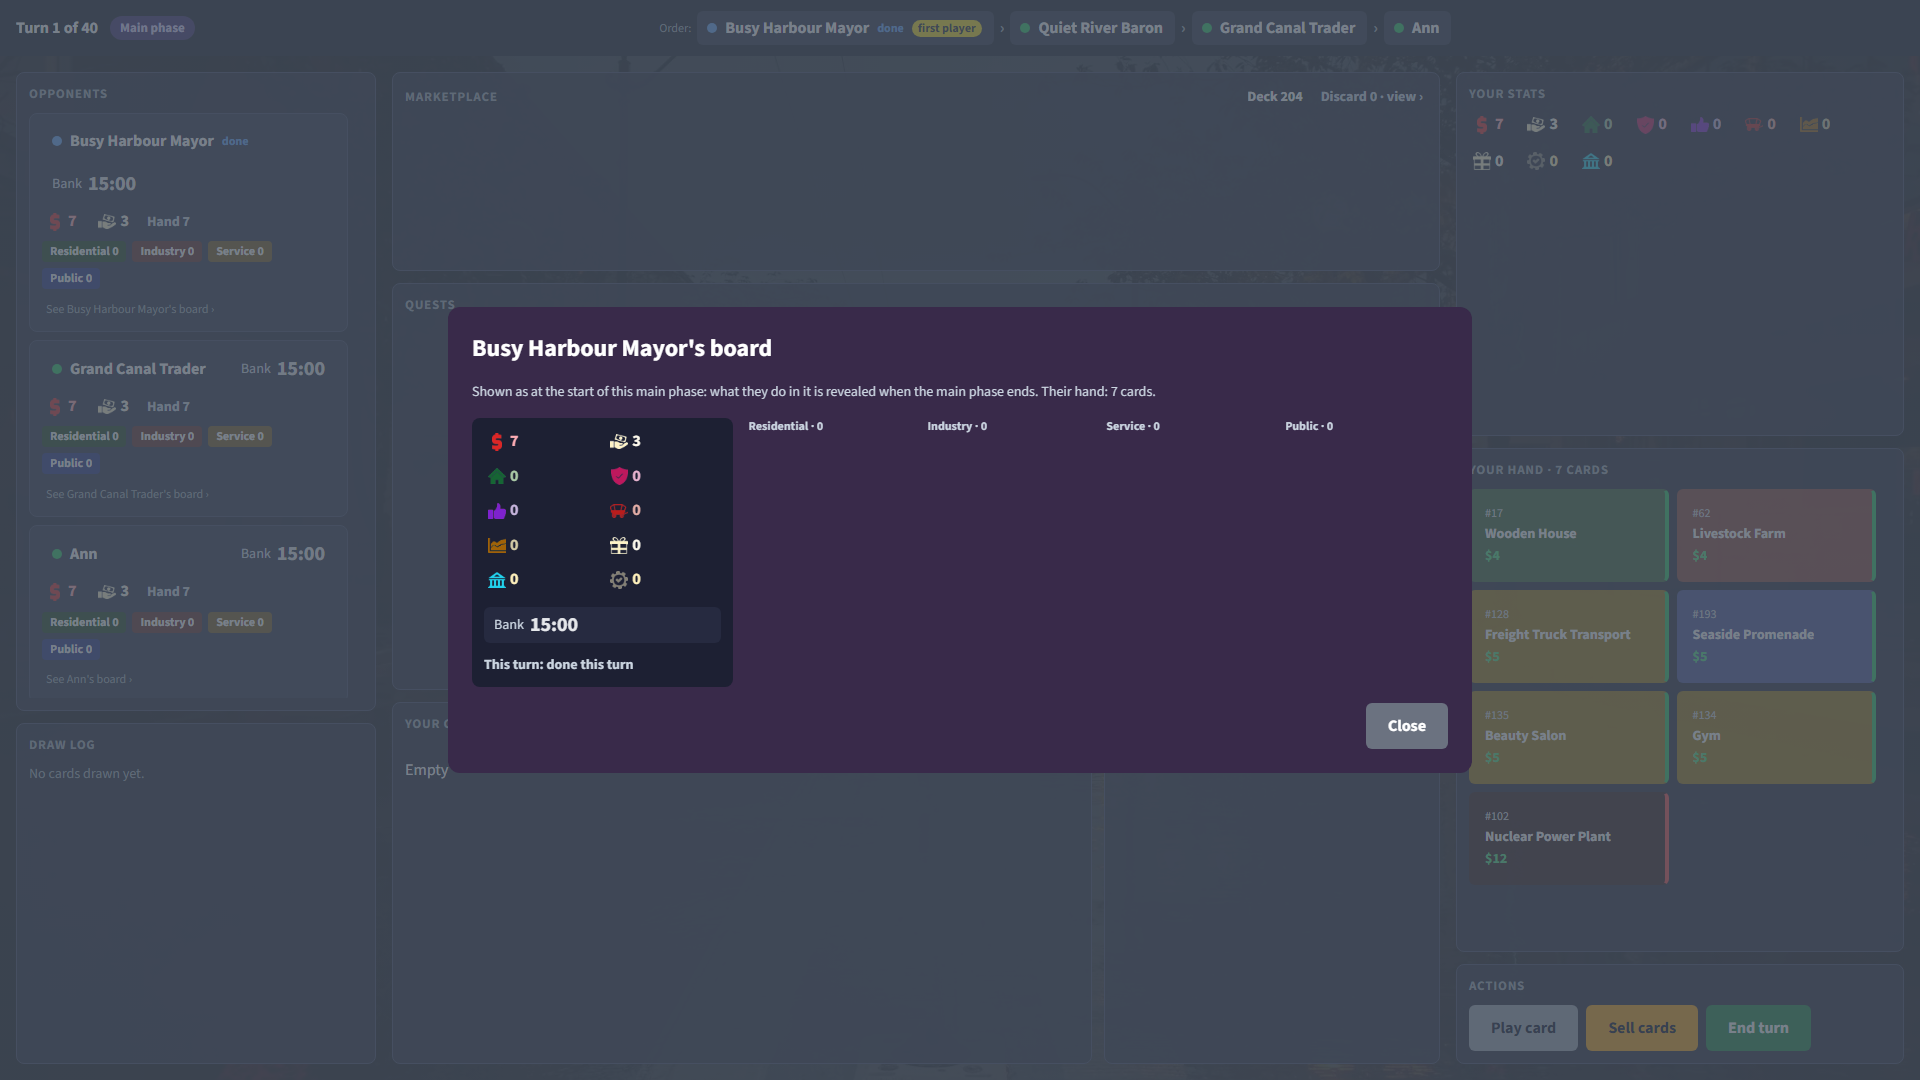 Turn 1 of 40 Main phase
Order: Busy Harbour Mayor done first player › Quiet River Baron › Grand Canal Trader › Ann
OPPONENTS
Busy Harbour Mayor done
Bank 15:00
7 3 Hand 7
Residential 0 Industry 0 Service 0
Public 0
See Busy Harbour Mayor's board ›
Grand Canal Trader Bank 15:00
7 3 Hand 7
Residential 0 Industry 0 Service 0
Public 0
See Grand Canal Trader's board ›
Ann Bank 15:00
7 3 Hand 7
Residential 0 Industry 0 Service 0
Public 0
See Ann's board ›
DRAW LOG
No cards drawn yet.
MARKETPLACE Deck 204 Discard 0 · view ›
QUESTS
Busy Harbour Mayor's board
Shown as at the start of this main phase: what they do in it is revealed when the main phase ends. Their hand: 7 cards.
7 3
0 0
0 0
0 0
0 0
Bank 15:00
This turn: done this turn
Residential · 0 Industry · 0 Service · 0 Public · 0
Close
YOUR
Empty
YOUR STATS
7 3 0 0 0 0 0
0 0 0
YOUR HAND · 7 CARDS
#17
Wooden House
$4
#62
Livestock Farm
$4
#128
Freight Truck Transport
$5
#193
Seaside Promenade
$5
#135
Beauty Salon
$5
#134
Gym
$5
#102
Nuclear Power Plant
$12
ACTIONS
Play card Sell cards End turn